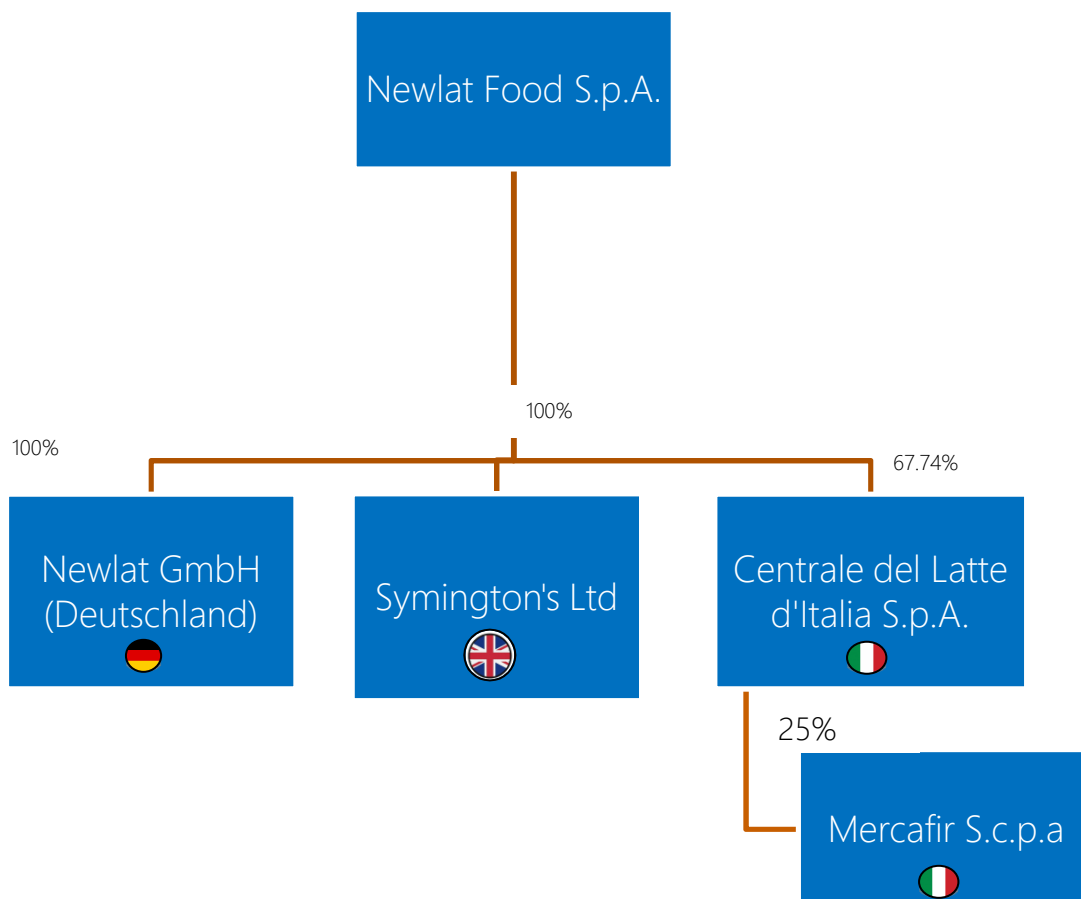 Newlat Food S.p.A.
100%
100%
67.74%
Newlat GmbH
(Deutschland)
Symington's Ltd
Centrale del Latte
d'Italia S.p.A.
25%
Mercafir S.c.p.a